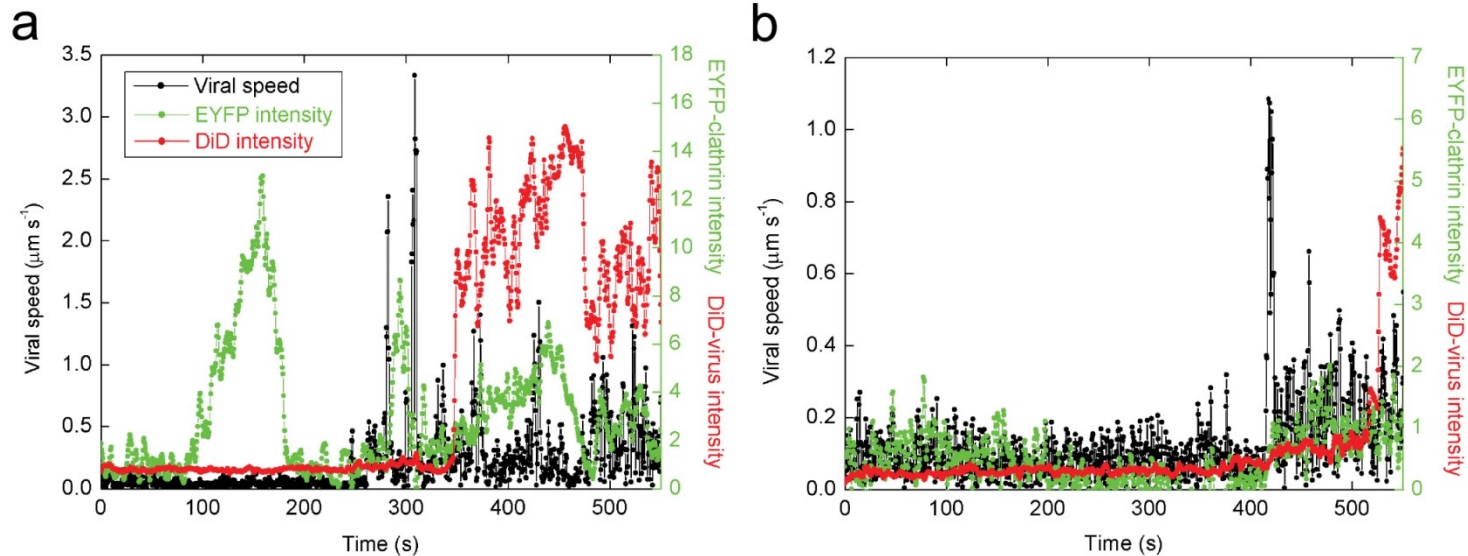 a
3.5
3.0
2.5
2.0
1.5
1.0
0.5
0.0
Viral speed (μm s⁻¹)
Viral speed
EYFP intensity
DiD intensity
0 100 200 300 400 500
Time (s)
18
16
14
12
10
8
6
4
2
0
EYFP-clathrin intensity
DiD-virus intensity
b
1.2
1.0
0.8
0.6
0.4
0.2
0.0
Viral speed (μm s⁻¹)
0 100 200 300 400 500
Time (s)
7
6
5
4
3
2
1
0
EYFP-clathrin intensity
DiD-virus intensity